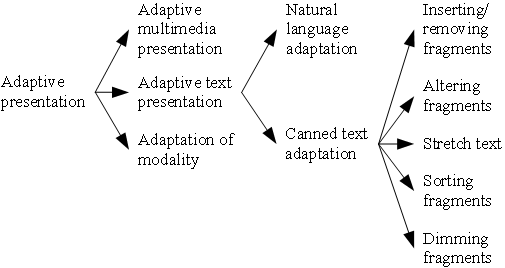 Adaptive
presentation
Adaptive
multimedia
presentation
Adaptive text
presentation
Adaptation of
modality
Natural
language
adaptation
Canned text
adaptation
Inserting/
removing
fragments
Altering
fragments
Stretch text
Sorting
fragments
Dimming
fragments